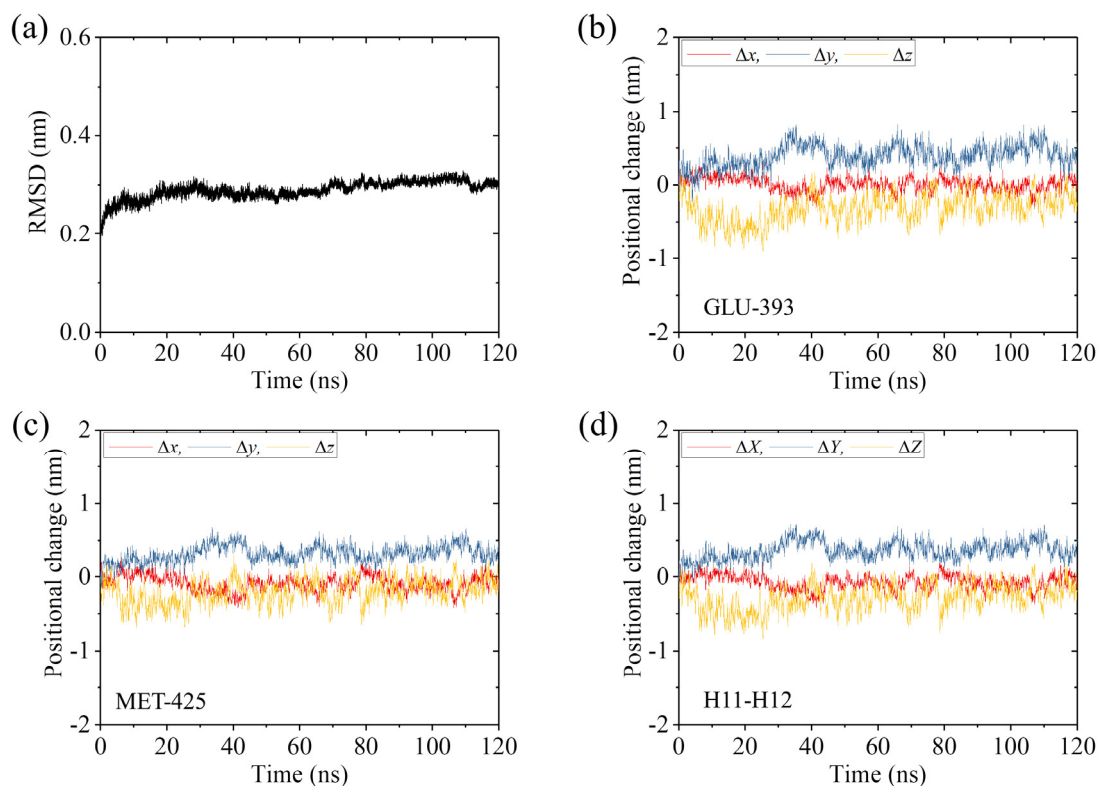 (a)
0.6
0.4
0.2
0.0
RMSD (nm)
0 20 40 60 80 100 120
Time (ns)
(b)
Δx, Δy, Δz
2
1
0
-1
-2
Positional change (nm)
GLU-393
0 20 40 60 80 100 120
Time (ns)
(c)
Δx, Δy, Δz
2
1
0
-1
-2
Positional change (nm)
MET-425
0 20 40 60 80 100 120
Time (ns)
(d)
ΔX, ΔY, ΔZ
2
1
0
-1
-2
Positional change (nm)
H11-H12
0 20 40 60 80 100 120
Time (ns)